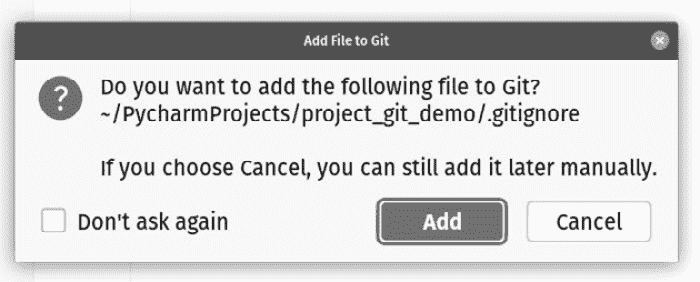 Add File to Git
Do you want to add the following file to Git?
~/PycharmProjects/project_git_demo/.gitignore
If you choose Cancel, you can still add it later manually.
Don't ask again
Add
Cancel